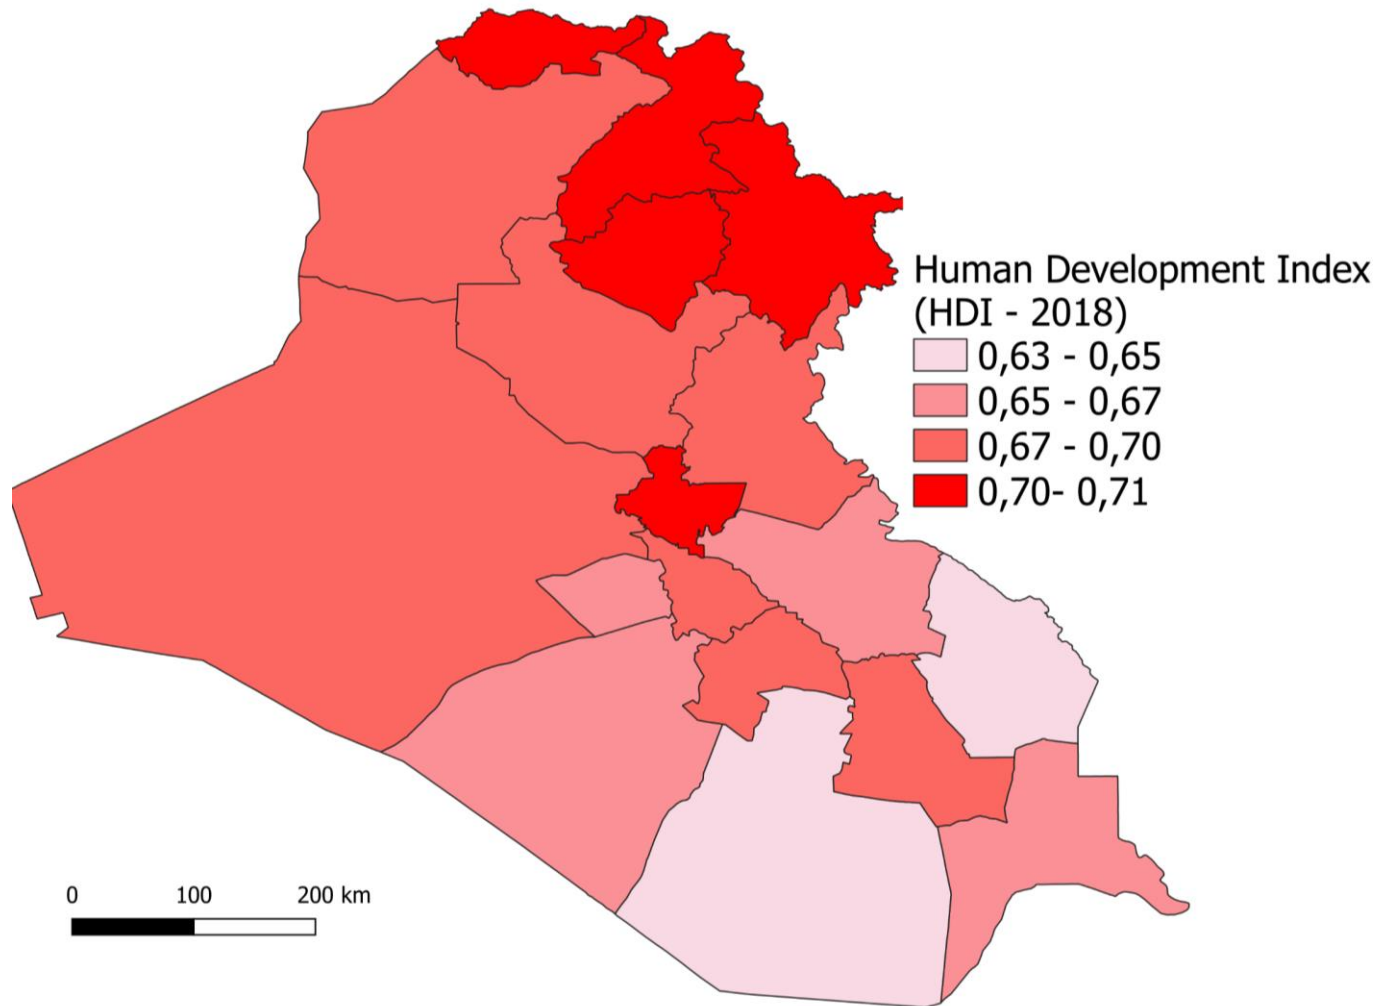 Human Development Index
(HDI - 2018)
0,63 - 0,65
0,65 - 0,67
0,67 - 0,70
0,70- 0,71
0 100 200 km